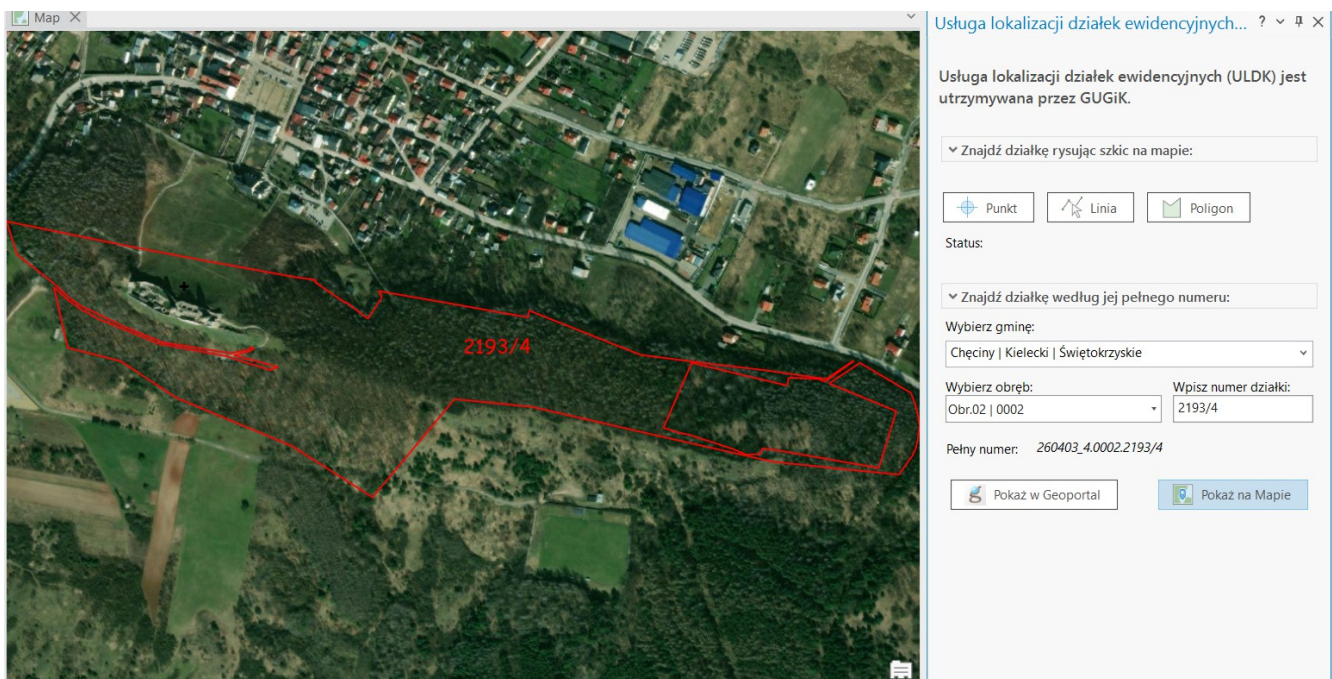 Map
Usługa lokalizacji działek ewidencyjnych...
Usługa lokalizacji działek ewidencyjnych (ULDK) jest
utrzymywana przez GUGiK.
Znajdź działkę rysując szkic na mapie:
Punkt
Linia
Poligon
Status:
Znajdź działkę według jej pełnego numeru:
Wybierz gminę:
Chęciny | Kielecki | Świętokrzyskie
Wybierz obręb: Wpisz numer działki:
Obr.02 | 0002 2193/4
Pełny numer: 260403_4.0002.2193/4
Pokaż w Geoportal Pokaż na Mapie
2193/4